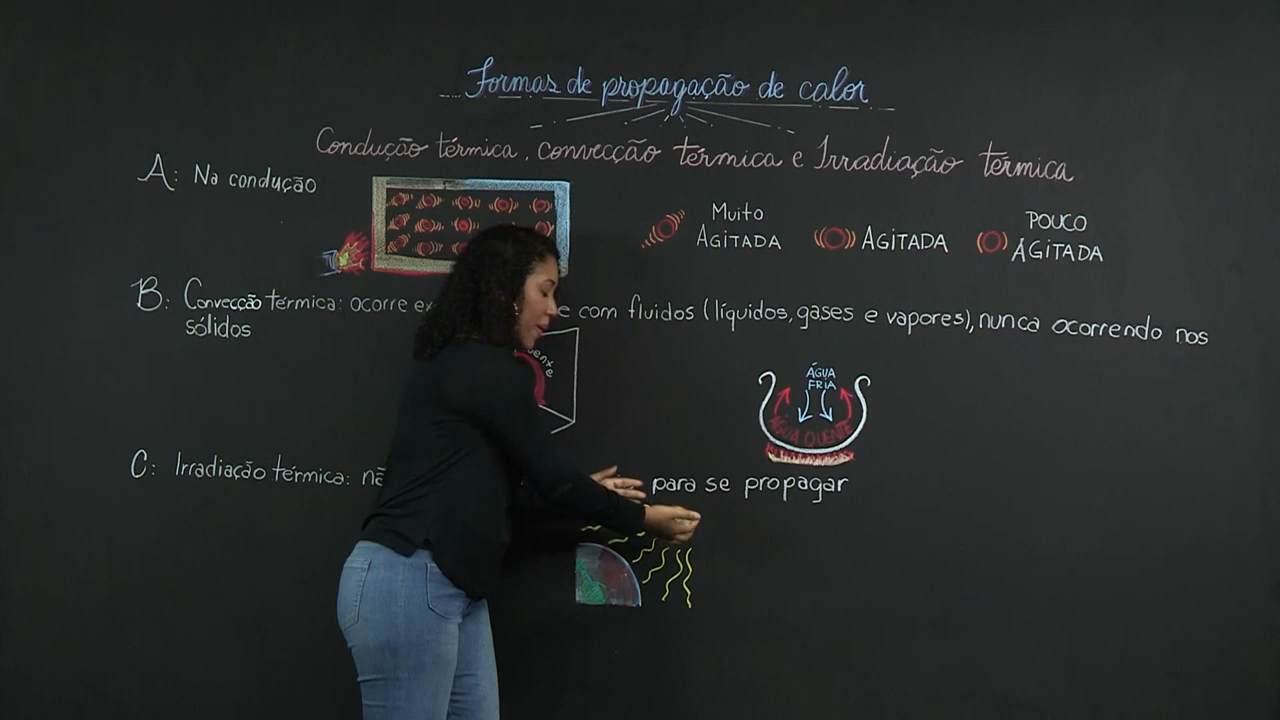 Formas de propagação de calor
Condução térmica, convecção térmica e Irradiação térmica
A: Na condução
Muito
AGITADA
AGITADA
POUCO
AGITADA
B: Convecção térmica: ocorre e com fluidos (líquidos, gases e vapores), nunca ocorrendo nos
sólidos
ÁGUA
FRIA
ÁGUA QUENTE
C: Irradiação térmica: para se propagar